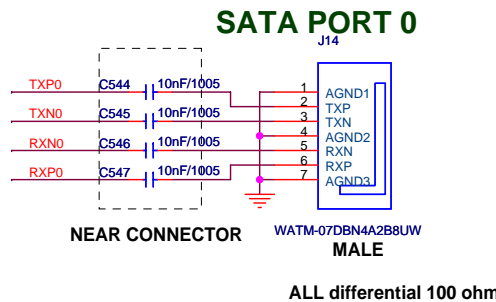 SATA PORT 0
J14
TXP0 C544 10nF/1005 1 AGND1
2 TXP
TXN0 C545 10nF/1005 3 TXN
4 AGND2
RXN0 C546 10nF/1005 5 RXN
6 RXP
RXP0 C547 10nF/1005 7 AGND3
NEAR CONNECTOR
WATM-07DBN4A2B8UW
MALE
ALL differential 100 ohm